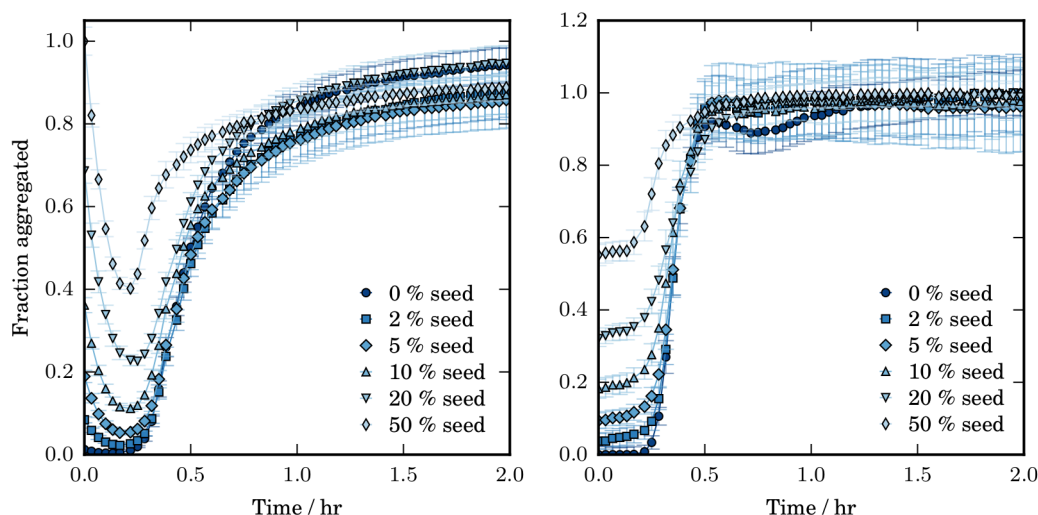 1.0
0.8
0.6
0.4
0.2
0.0
Fraction aggregated
0 % seed
2 % seed
5 % seed
10 % seed
20 % seed
50 % seed
0.0 0.5 1.0 1.5 2.0
Time / hr
1.2
1.0
0.8
0.6
0.4
0.2
0.0
0 % seed
2 % seed
5 % seed
10 % seed
20 % seed
50 % seed
0.0 0.5 1.0 1.5 2.0
Time / hr